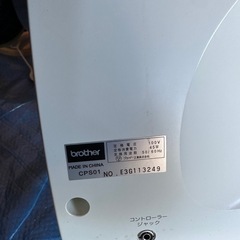 brother
MADE IN CHINA
CPS01
100V
NO. E3G113249
コントローラー
ジャック